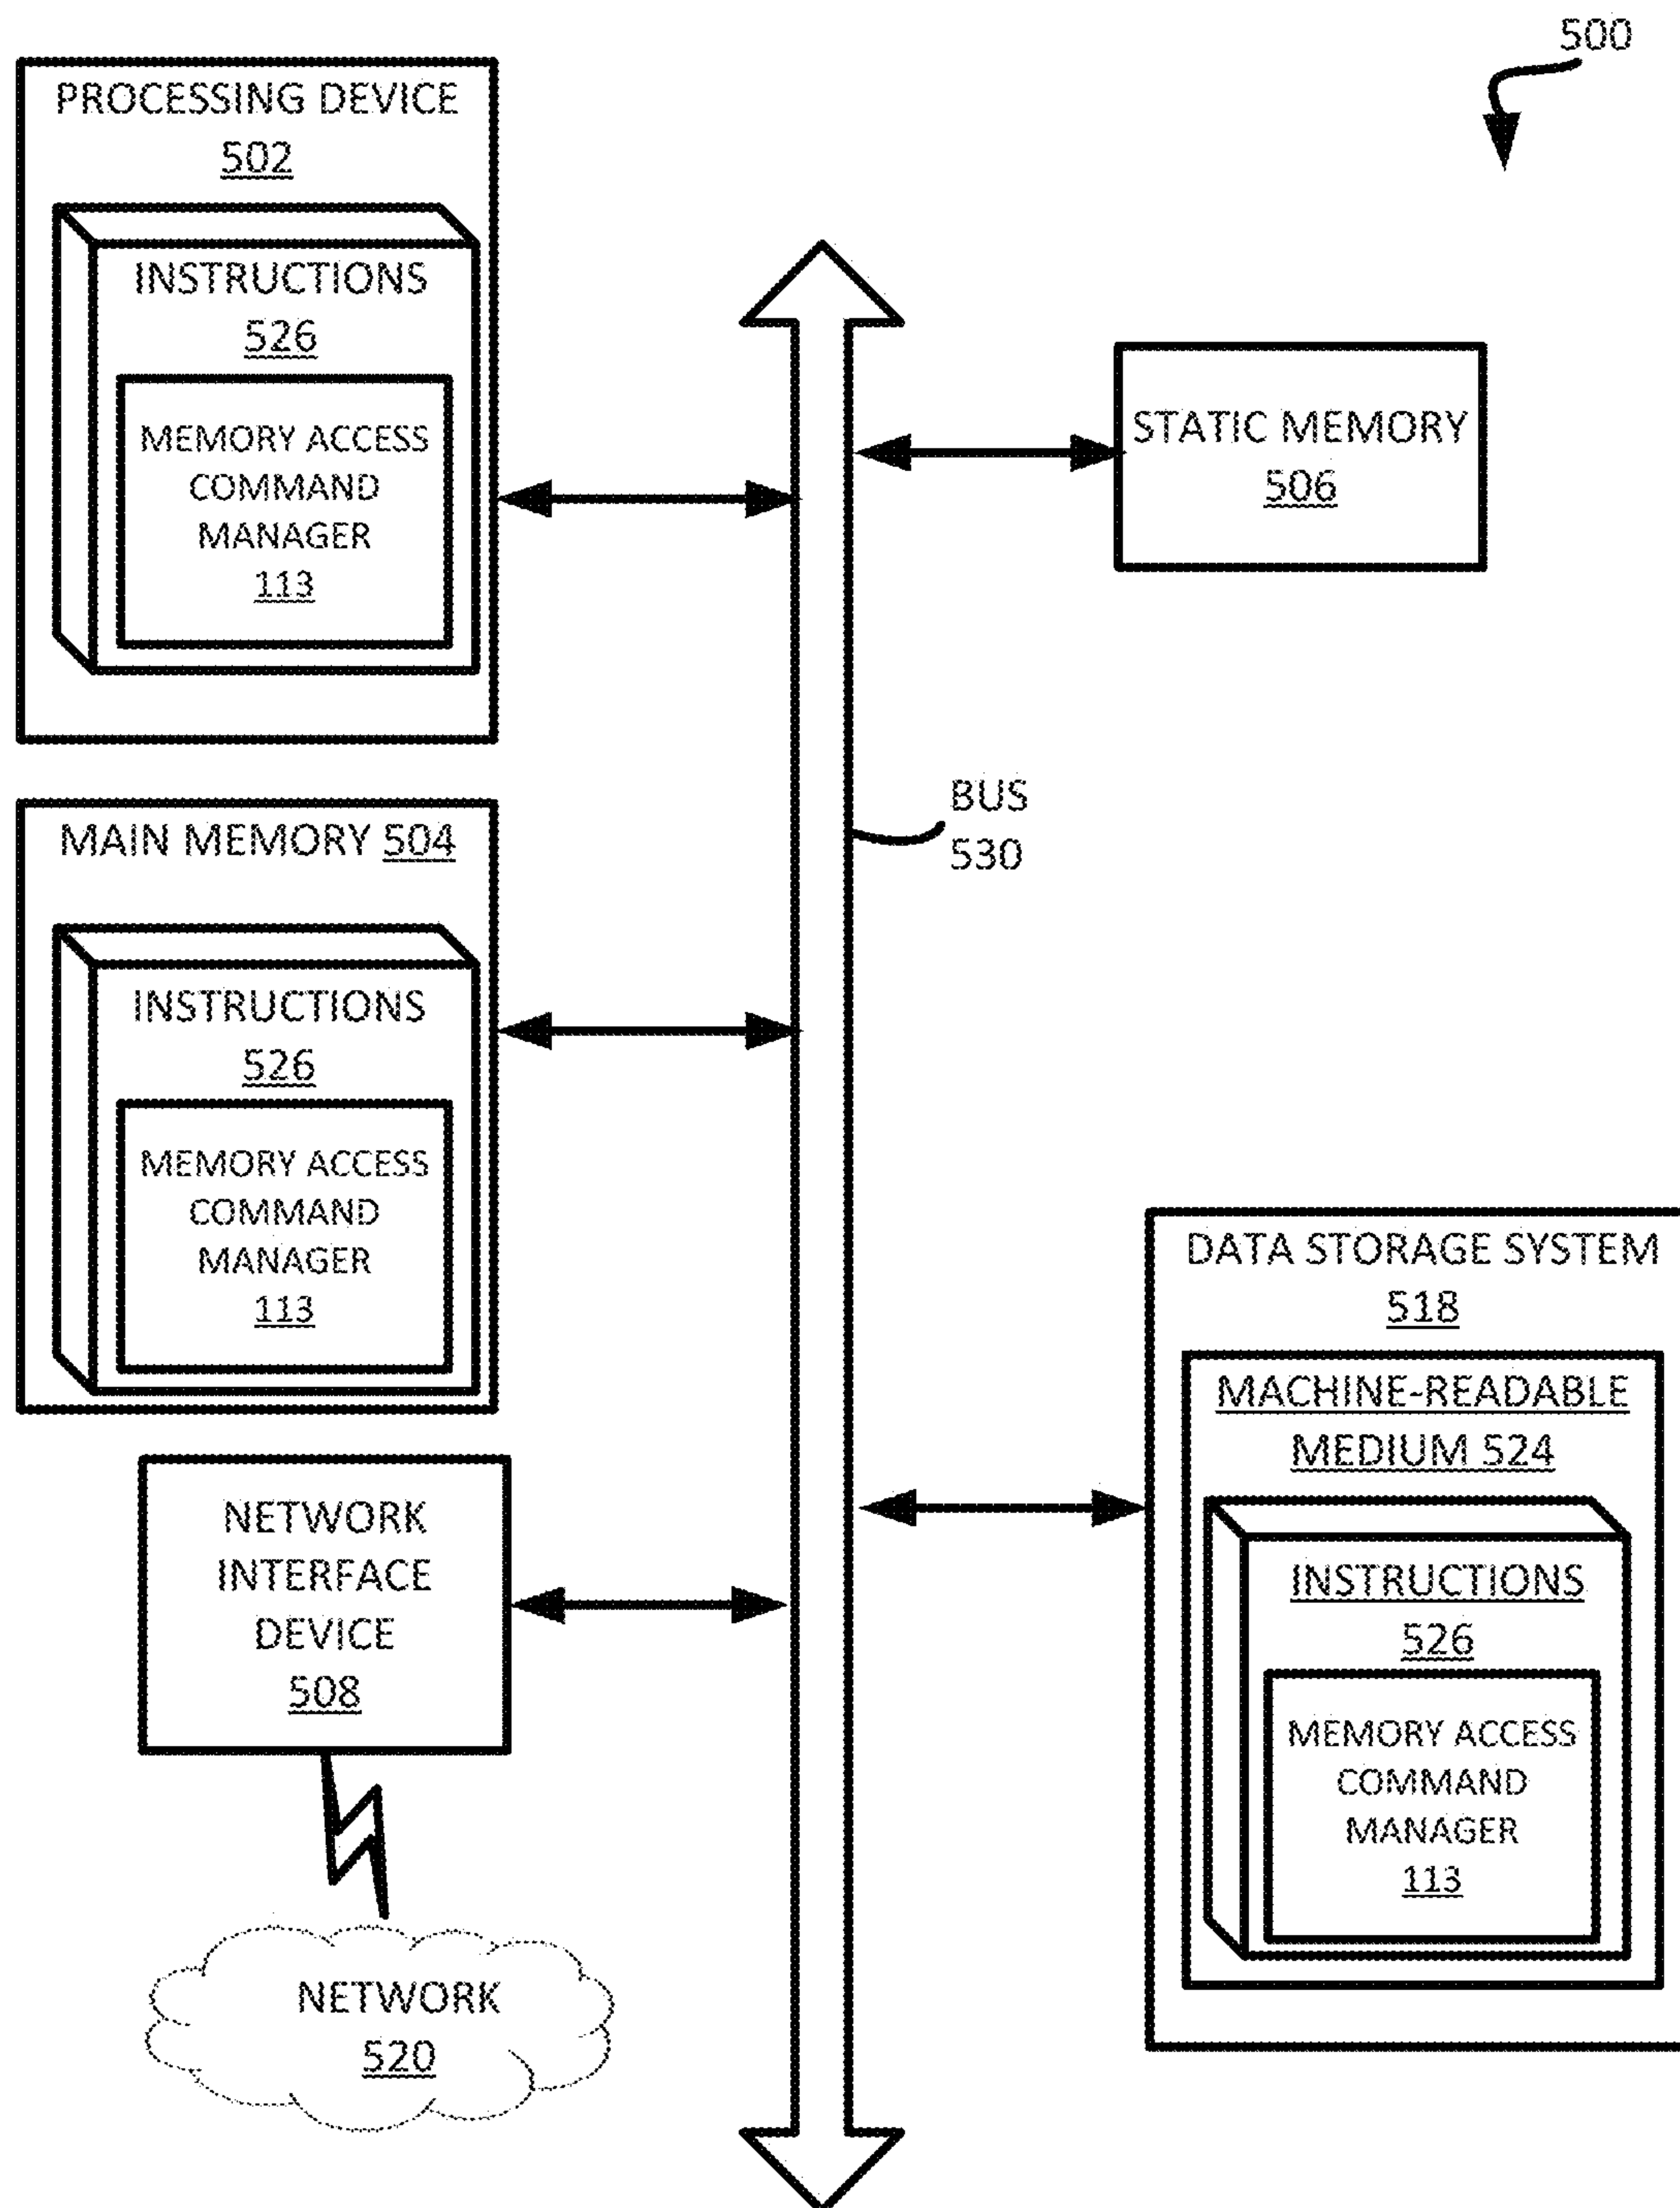 500
PROCESSING DEVICE
502
INSTRUCTIONS
526
MEMORY ACCESS
COMMAND
MANAGER
113
STATIC MEMORY
506
BUS
530
MAIN MEMORY 504
INSTRUCTIONS
526
MEMORY ACCESS
COMMAND
MANAGER
113
DATA STORAGE SYSTEM
518
MACHINE-READABLE
MEDIUM 524
INSTRUCTIONS
526
MEMORY ACCESS
COMMAND
MANAGER
113
NETWORK
INTERFACE
DEVICE
508
NETWORK
520